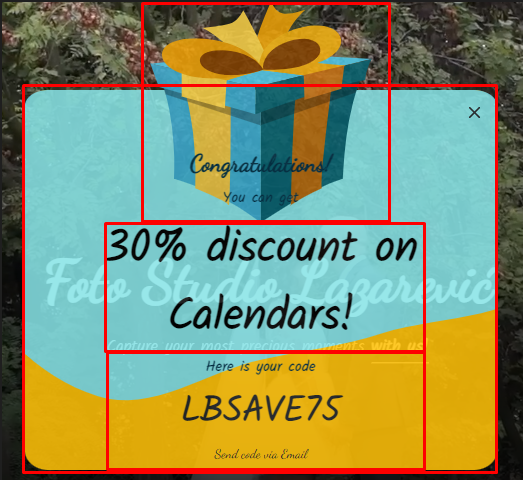 Congratulations!
You can get
30% discount on
Foto Studio Lazarević
Calendars!
Capture your most precious moments with us!
Here is your code
LBSAVE75
Send code via Email